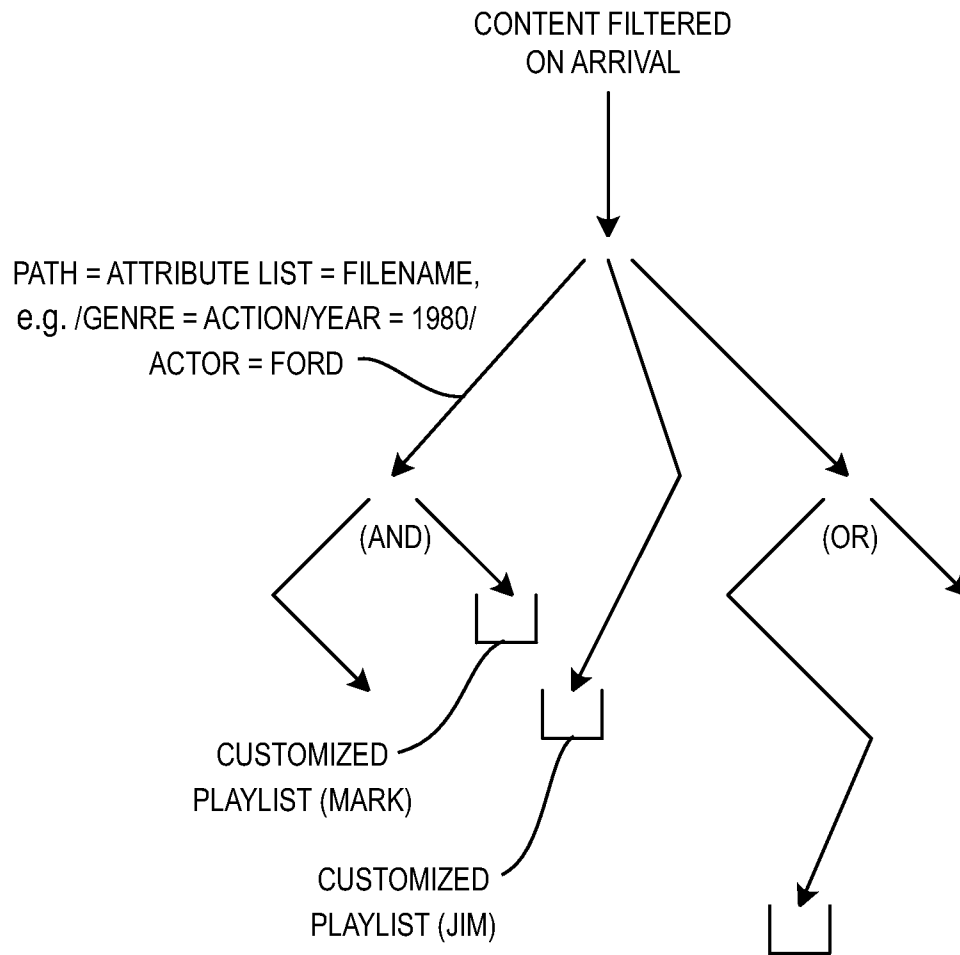 CONTENT FILTERED
ON ARRIVAL
PATH = ATTRIBUTE LIST = FILENAME,
e.g. /GENRE = ACTION/YEAR = 1980/
ACTOR = FORD
(AND)
(OR)
CUSTOMIZED
PLAYLIST (MARK)
CUSTOMIZED
PLAYLIST (JIM)